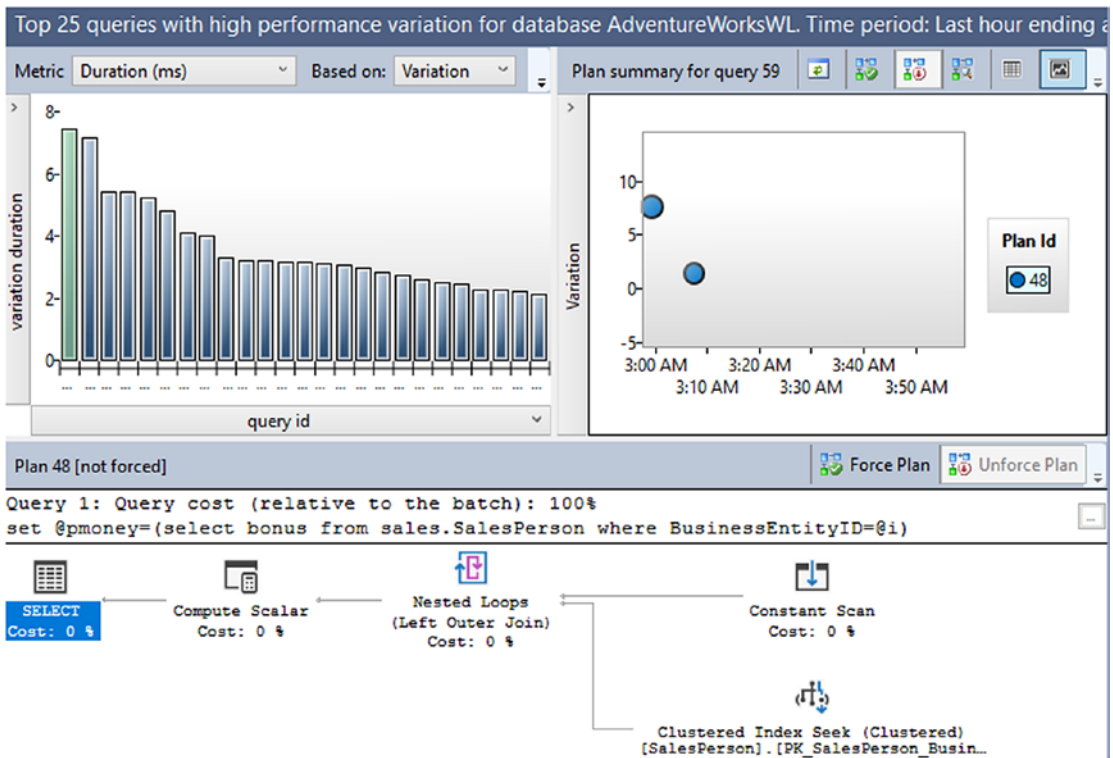 Top 25 queries with high performance variation for database AdventureWorksWL. Time period: Last hour ending
Metric Duration (ms) Based on: Variation
Plan summary for query 59
variation duration
8
6
4
2
0
... ... ... ... ... ... ... ... ... ... ... ... ... ... ... ... ... ... ... ... ... ... ... ...
query id
Variation
10
5
0
-5
3:00 AM 3:20 AM 3:40 AM
3:10 AM 3:30 AM 3:50 AM
Plan Id
48
Plan 48 [not forced]
Force Plan Unforce Plan
Query 1: Query cost (relative to the batch): 100%
set @pmoney=(select bonus from sales.SalesPerson where BusinessEntityID=@i)
...
SELECT
Cost: 0 %
Compute Scalar
Cost: 0 %
Nested Loops
(Left Outer Join)
Cost: 0 %
Constant Scan
Cost: 0 %
Clustered Index Seek (Clustered)
[SalesPerson].[PK_SalesPerson_Busin…